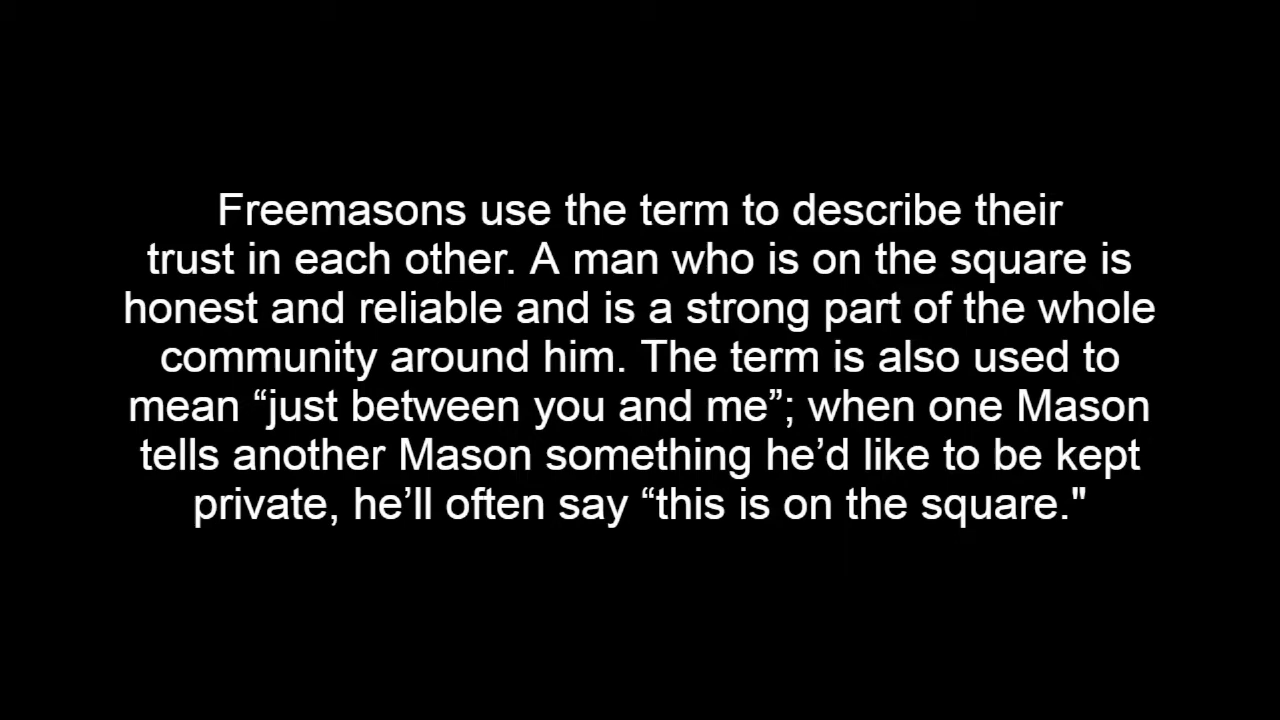 Freemasons use the term to describe their
trust in each other. A man who is on the square is
honest and reliable and is a strong part of the whole
community around him. The term is also used to
mean “just between you and me”; when one Mason
tells another Mason something he’d like to be kept
private, he’ll often say “this is on the square."